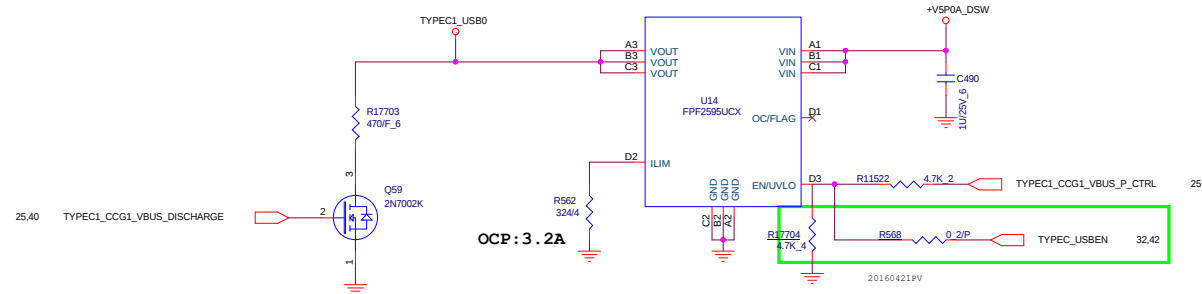 +V5P0A_DSW
TYPEC1_USB0
A3 VOUT VIN A1
B3 VOUT VIN B1
C3 VOUT VIN C1
C490
1U/25V_6
U14
FPF2595UCX
R17703
470/F_6
OC/FLAG D1
D2 ILIM
3
EN/UVLO D3
R11522 4.7K_2 TYPEC1_CCG1_VBUS_P_CTRL 25
GND GND GND
Q59
2N7002K
R562
324/4
25,40 TYPEC1_CCG1_VBUS_DISCHARGE 2
C2 B2 A2
OCP:3.2A
R17704
4.7K_4
R568 0_2/P TYPEC_USBEN 32,42
1
20160421PV